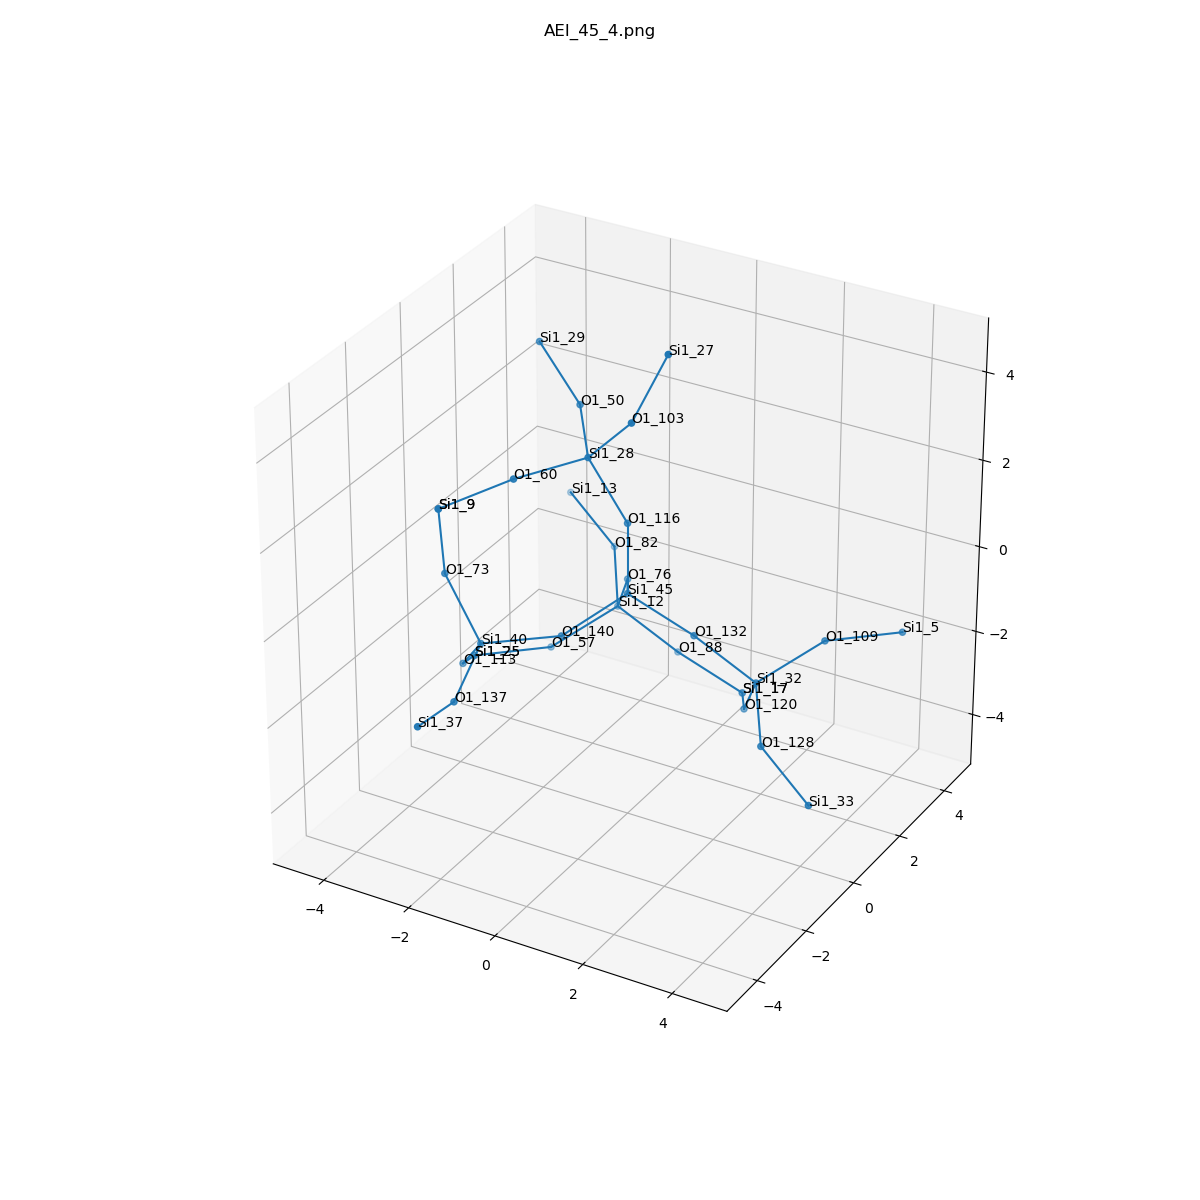 AEI_45_4.png
Si1_29
Si1_27
O1_50
O1_103
Si1_28
O1_60
Si1_13
Si1_9
O1_116
O1_82
O1_73
O1_76
Si1_45
Si1_12
O1_140
O1_132
Si1_5
O1_109
Si1_40
O1_57
O1_88
Si1_25
O1_113
Si1_32
Si1_17
O1_137
O1_120
Si1_37
O1_128
Si1_33
4
2
0
−2
−4
4
2
0
−2
−4
−4
−2
0
2
4